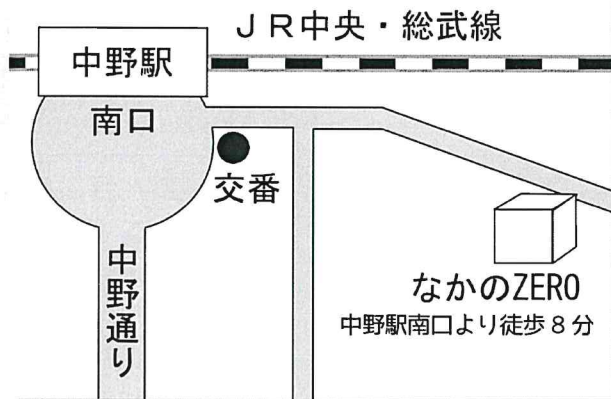 JR中央・総武線
中野駅
南口
交番
中野通り
なかのZERO
中野駅南口より徒歩8分